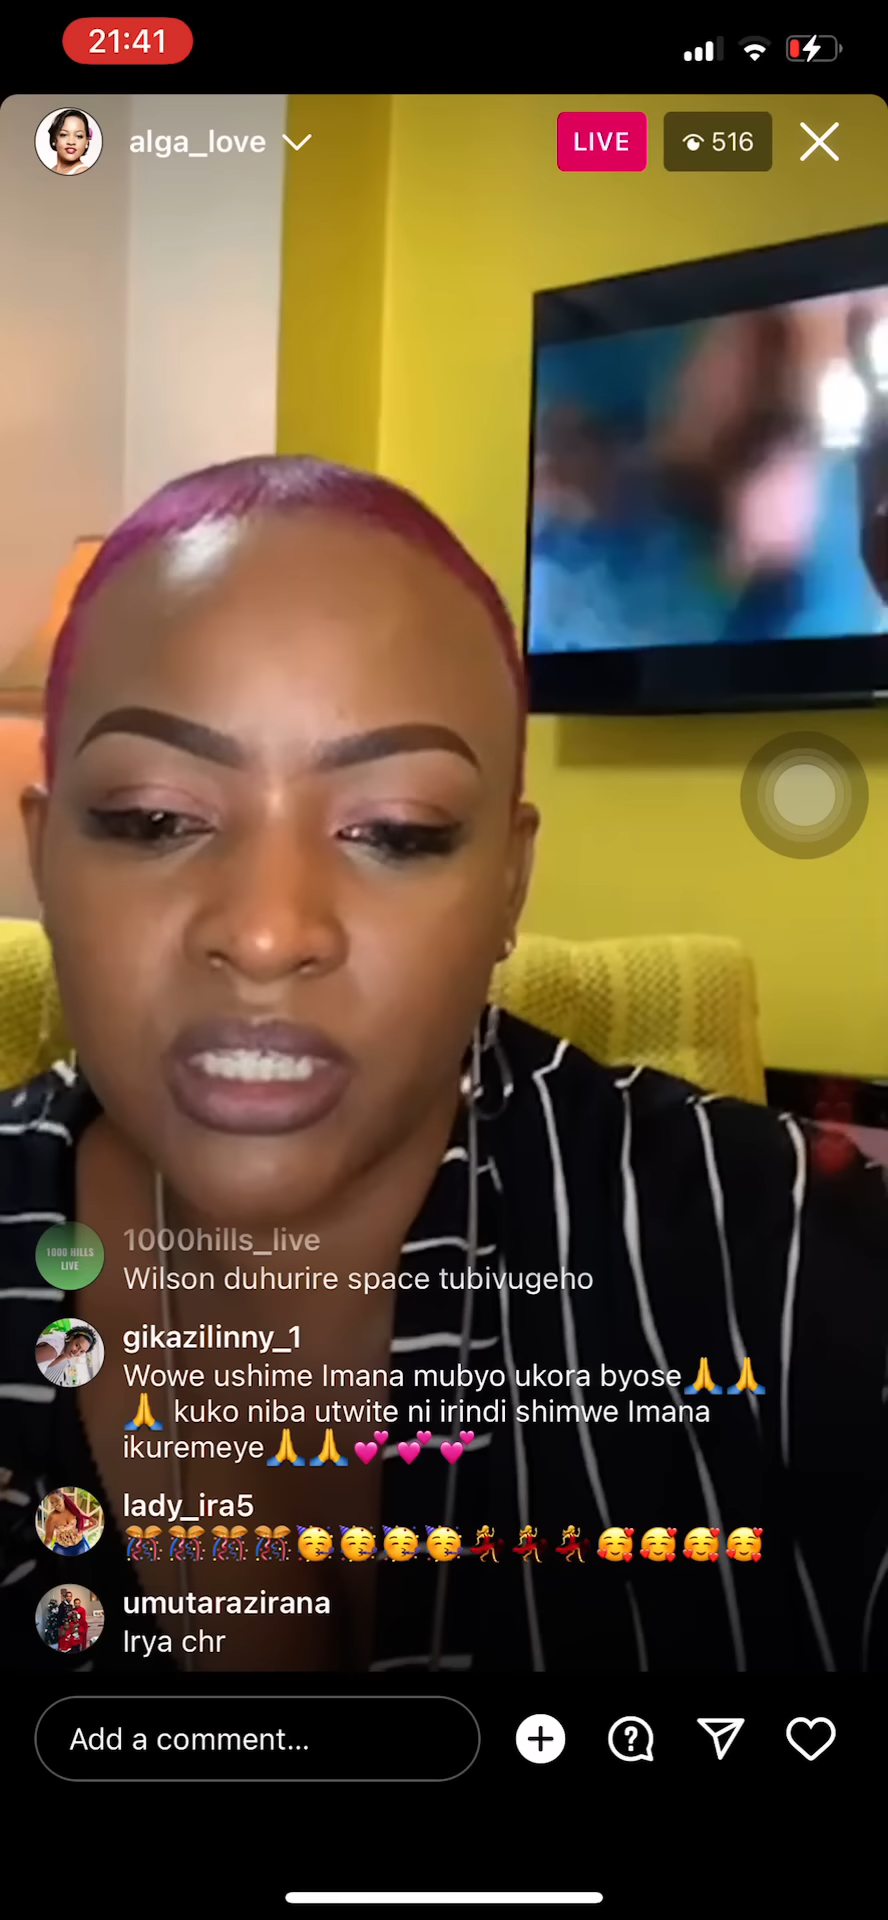 21:41
alga_love
LIVE
516
1000hills_live
1000 HILLS
LIVE
Wilson duhurire space tubivugeho
gikazilinny_1
Wowe ushime Imana mubyo ukora byose🙏🙏
🙏 kuko niba utwite ni irindi shimwe Imana
ikuremeye🙏🙏💕💕💕
lady_ira5
🎊🎊🎊🎊🥳🥳🥳🥳💃💃💃🥰🥰🥰🥰
umutarazirana
Irya chr
Add a comment...